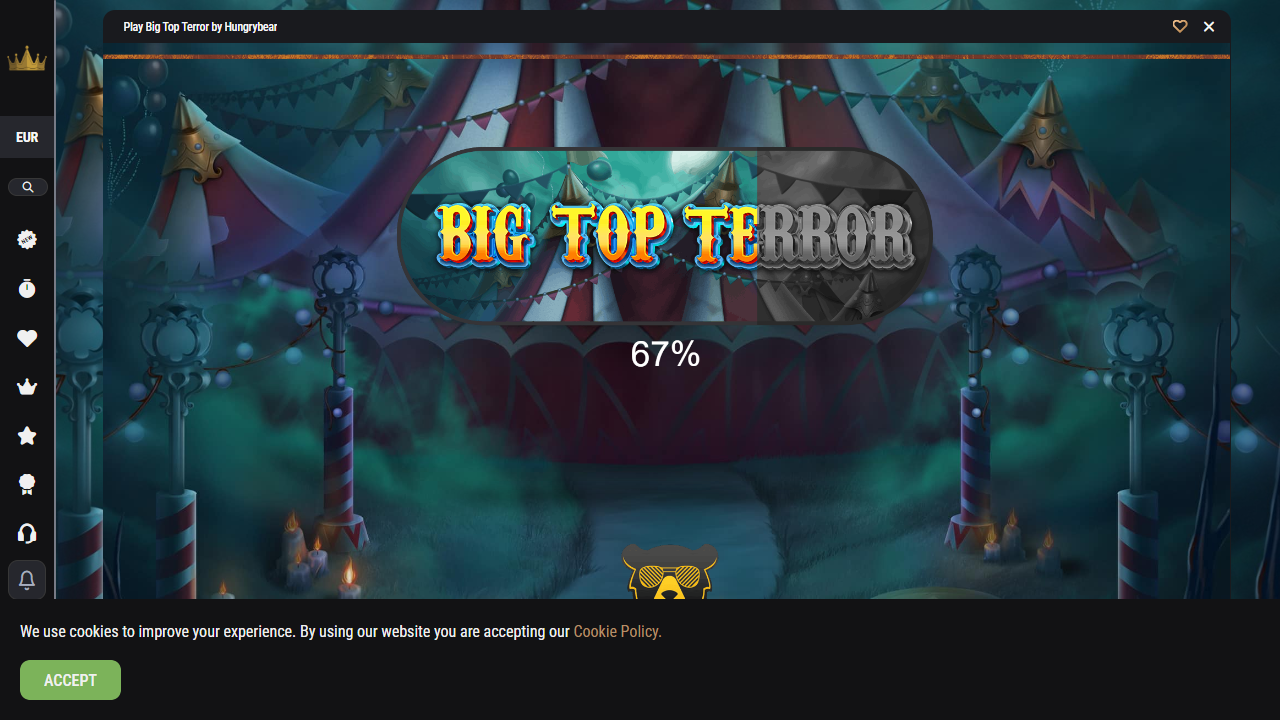 Play Big Top Terror by Hungrybear
EUR
NEW
BIG TOP TERROR
67%
We use cookies to improve your experience. By using our website you are accepting our Cookie Policy.
ACCEPT